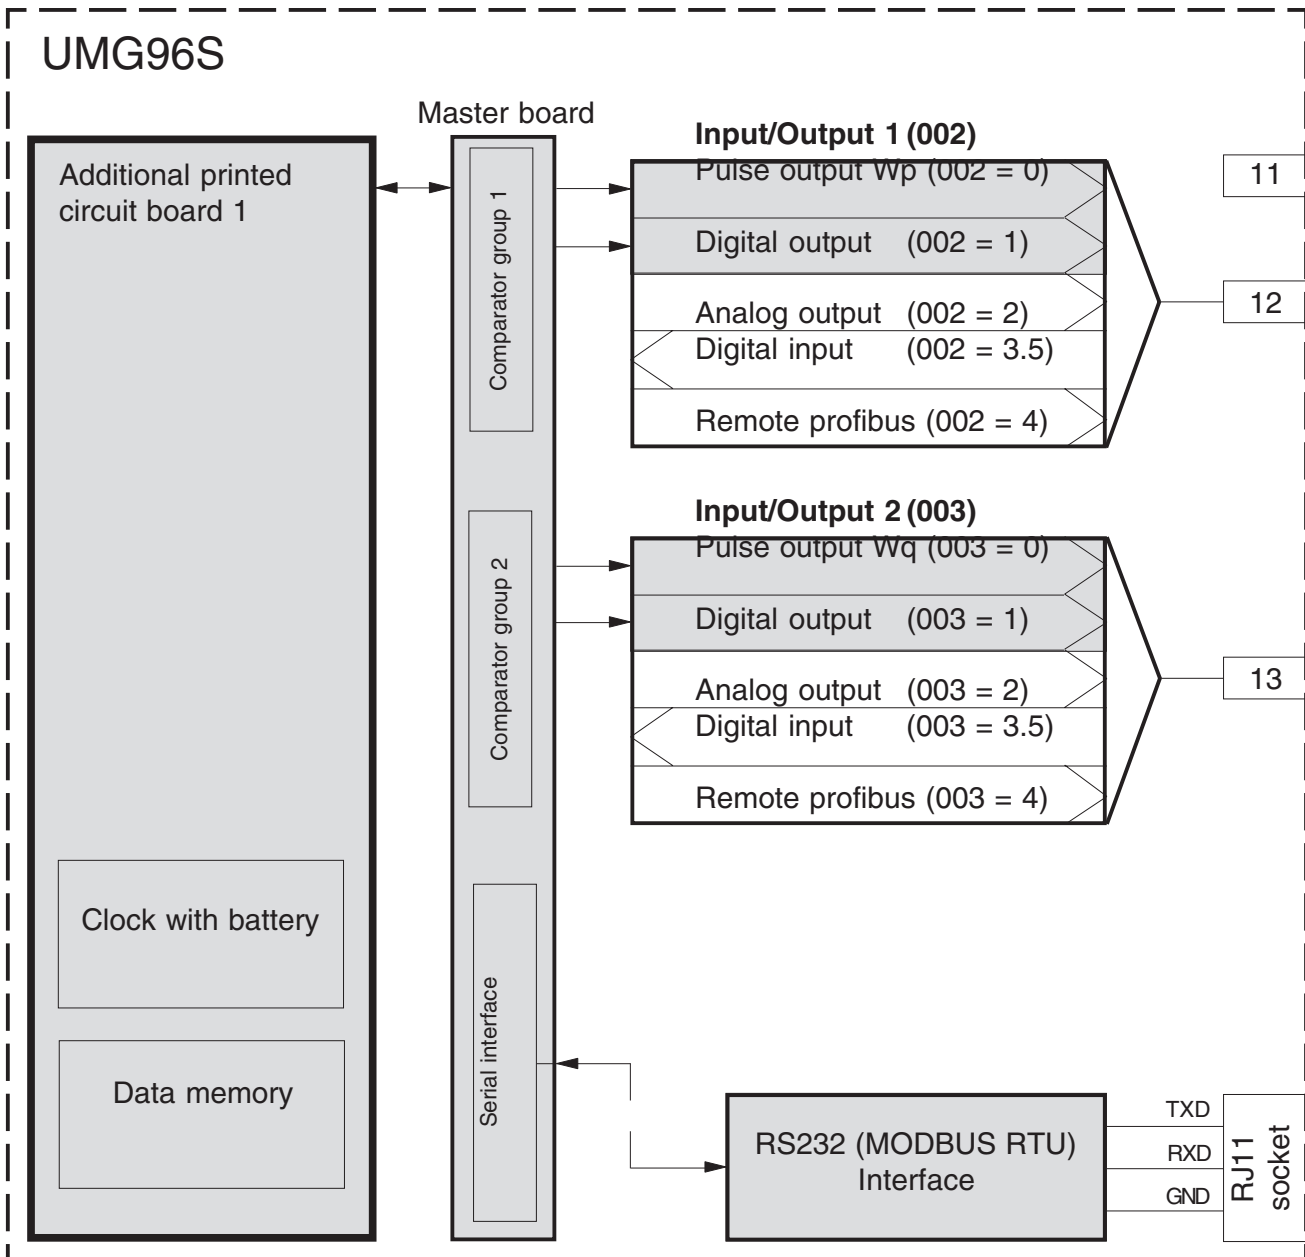 UMG96S
Additional printed
circuit board 1
Clock with battery
Data memory
Master board
Comparator group 1
Comparator group 2
Serial interface
Input/Output 1 (002)
Pulse output Wp (002 = 0)
Digital output (002 = 1)
Analog output (002 = 2)
Digital input (002 = 3.5)
Remote profibus (002 = 4)
11
12
Input/Output 2 (003)
Pulse output Wq (003 = 0)
Digital output (003 = 1)
Analog output (003 = 2)
Digital input (003 = 3.5)
Remote profibus (003 = 4)
13
RS232 (MODBUS RTU)
Interface
TXD
RXD
GND
RJ11
socket